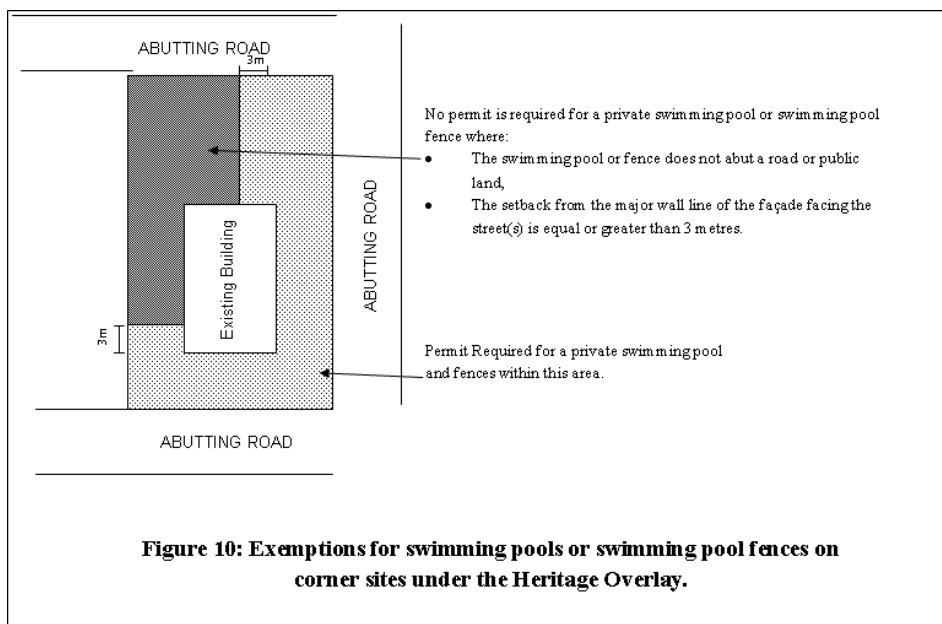 ABUTTING ROAD
3m
No permit is required for a private swimming pool or swimming pool
fence where:
• The swimming pool or fence does not abut a road or public
land,
• The setback from the major wall line of the façade facing the
street(s) is equal or greater than 3 metres.
ABUTTING ROAD
Existing Building
3m
Permit Required for a private swimming pool
and fences within this area.
ABUTTING ROAD
Figure 10: Exemptions for swimming pools or swimming pool fences on
corner sites under the Heritage Overlay.